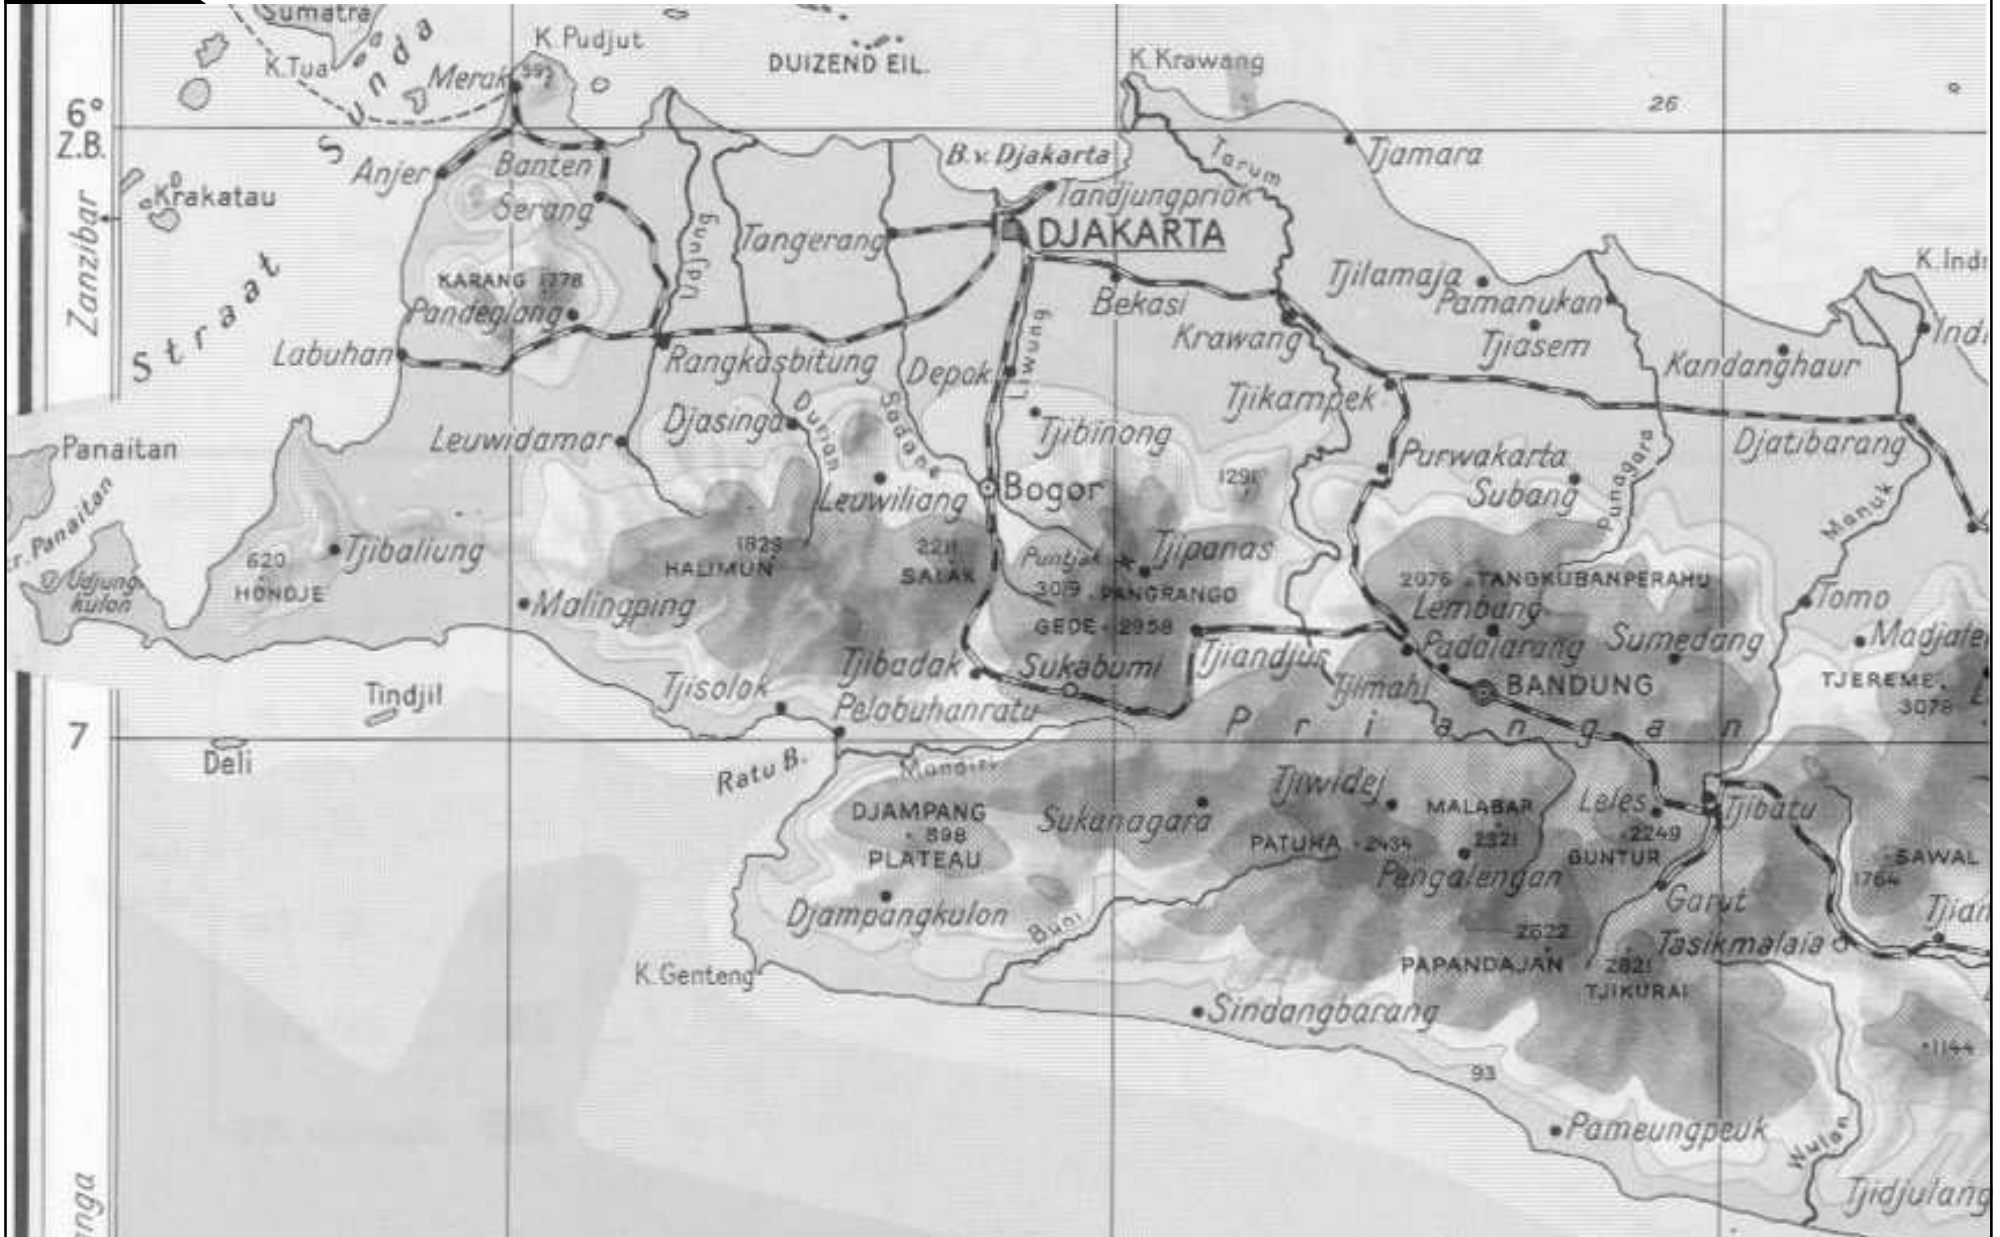 Sumatra
K. Pudjut
DUIZEND EIL.
K. Krawang
K.Tua
Merak
Sunda
26
6°
Z.B.
Anjer
Banten
B.v. Djakarta
Tarum
Tjamara
Krakatau
Serang
Tandjungpriok
Zanzibar
Udjung
Tangerang
DJAKARTA
Straat
KARANG 1778
Tjilamaja
Pamanukan
Pandeglang
Bekasi
Labuhan
Rangkasbitung
Liwung
Krawang
Tjiasem
Kandanghaur
Depok
Tjikampek
Djasinga
Durian
Sadane
Tjibinong
Leuwidamar
Panaitan
Djatibarang
Purwakarta
Subang
Punagara
1291
Leuwiliang
Bogor
Manuk
Str. Panaitan
Tjibaliung
620
HONDJE
Udjung
kulon
1829
HALIMUN
2211
SALAK
Puntjak
Tjipanas
3019 PANGRANGO
GEDE 2958
2076 TANGKUBANPERAHU
Lembang
Tomo
Malingping
Padalarang
Sumedang
Tjibadak
Sukabumi
Tjiandjur
Tjimahi
BANDUNG
TJEREME
3078
Tindjil
Tjisolok
Pelabuhanratu
Priangan
7
Deli
Ratu B.
Mandiri
DJAMPANG
898
PLATEAU
Sukanagara
Tjiwidej
MALABAR
2321
Leles
Tjibatu
PATUHA 2434
2249
GUNTUR
SAWAL
1764
Pengalengan
Djampangkulon
Buni
Garut
2622
PAPANDAJAN
Tasikmalaia
2821
TJIKURAI
K. Genteng
Sindangbarang
1144
93
Pameungpeuk
Wulan
Tjidjulang